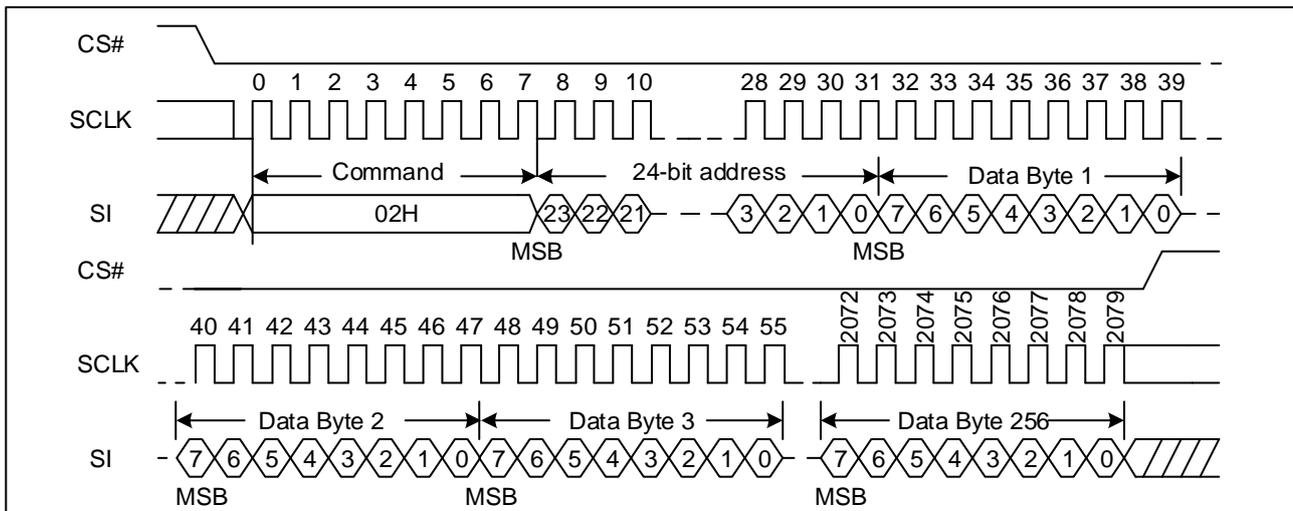 CS#
0 1 2 3 4 5 6 7 8 9 10 28 29 30 31 32 33 34 35 36 37 38 39
SCLK
Command 24-bit address Data Byte 1
SI 02H 23 22 21 3 2 1 0 7 6 5 4 3 2 1 0
MSB MSB
CS#
2072 2073 2074 2075 2076 2077 2078 2079
40 41 42 43 44 45 46 47 48 49 50 51 52 53 54 55
SCLK
Data Byte 2 Data Byte 3 Data Byte 256
SI 7 6 5 4 3 2 1 0 7 6 5 4 3 2 1 0 7 6 5 4 3 2 1 0
MSB MSB MSB